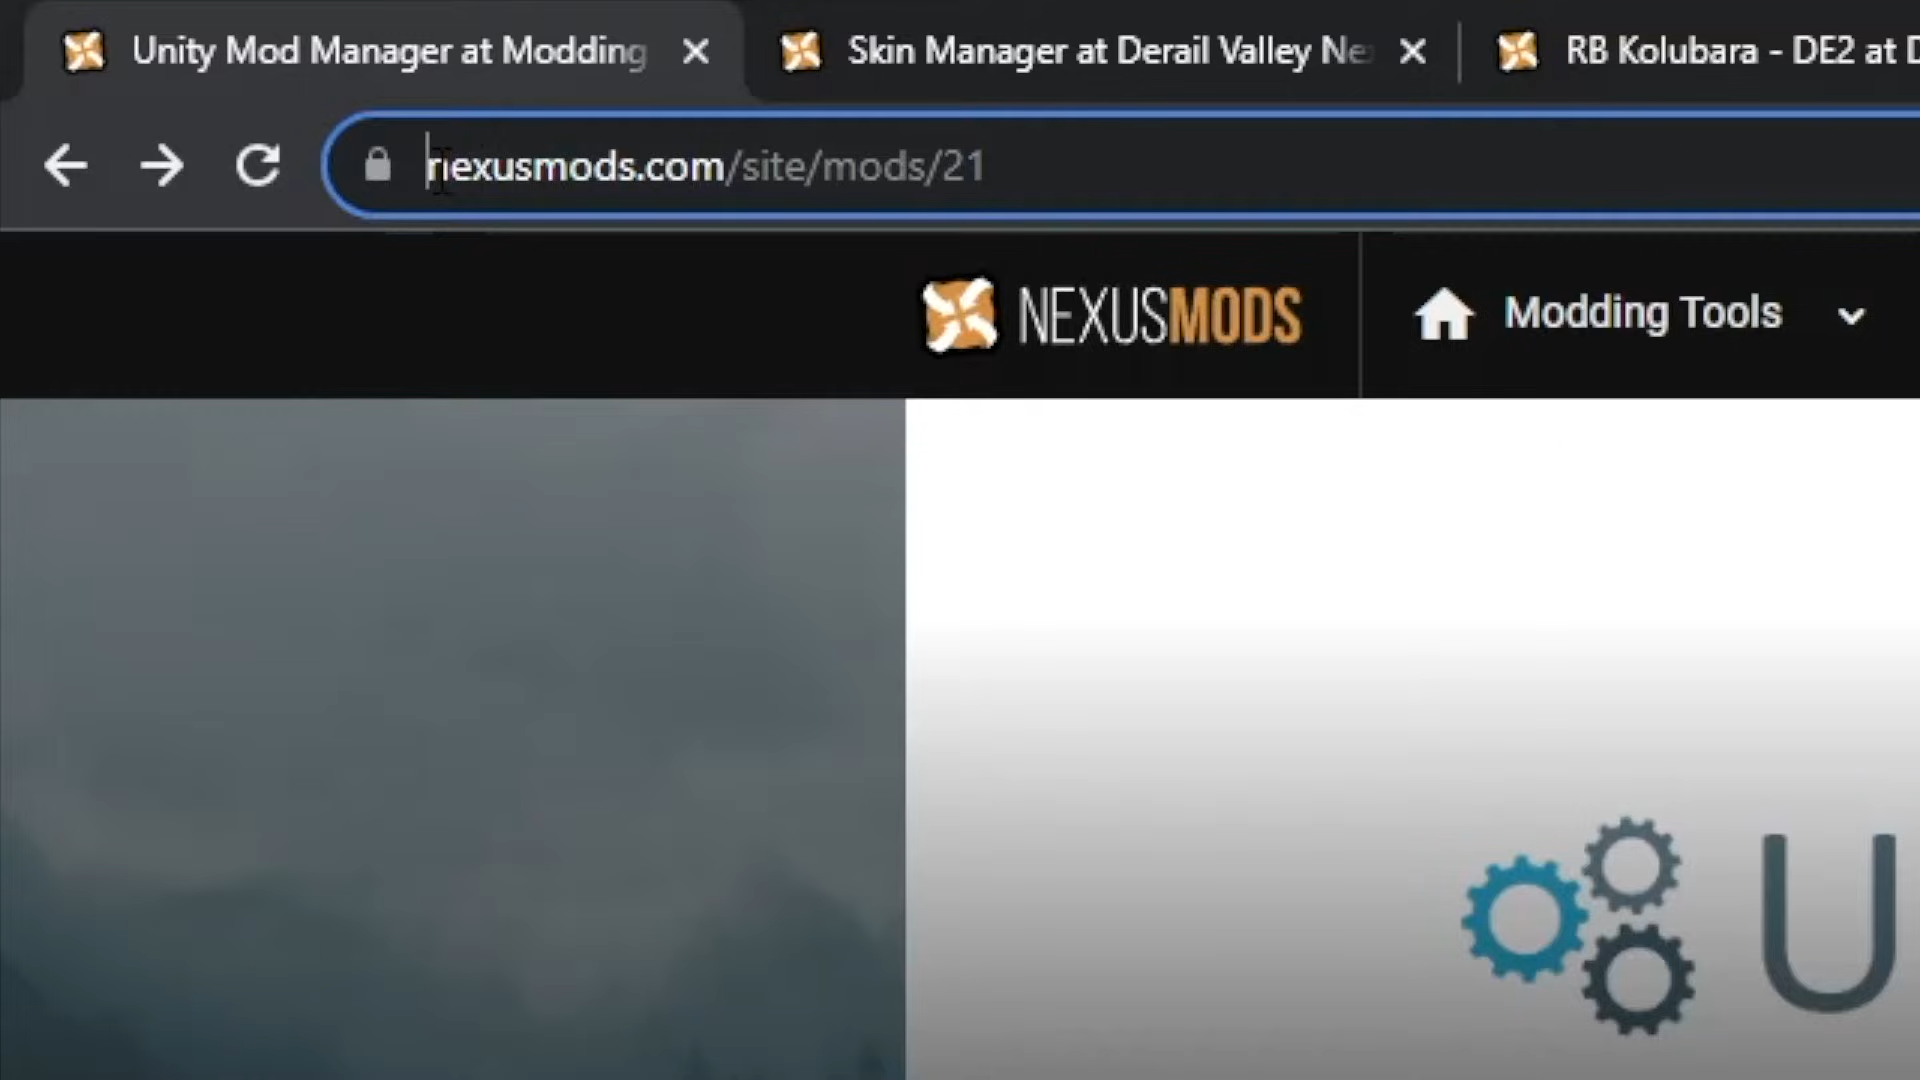 Unity Mod Manager at Modding
Skin Manager at Derail Valley Ne
RB Kolubara - DE2 at D
nexusmods.com/site/mods/21
NEXUSMODS
Modding Tools
U